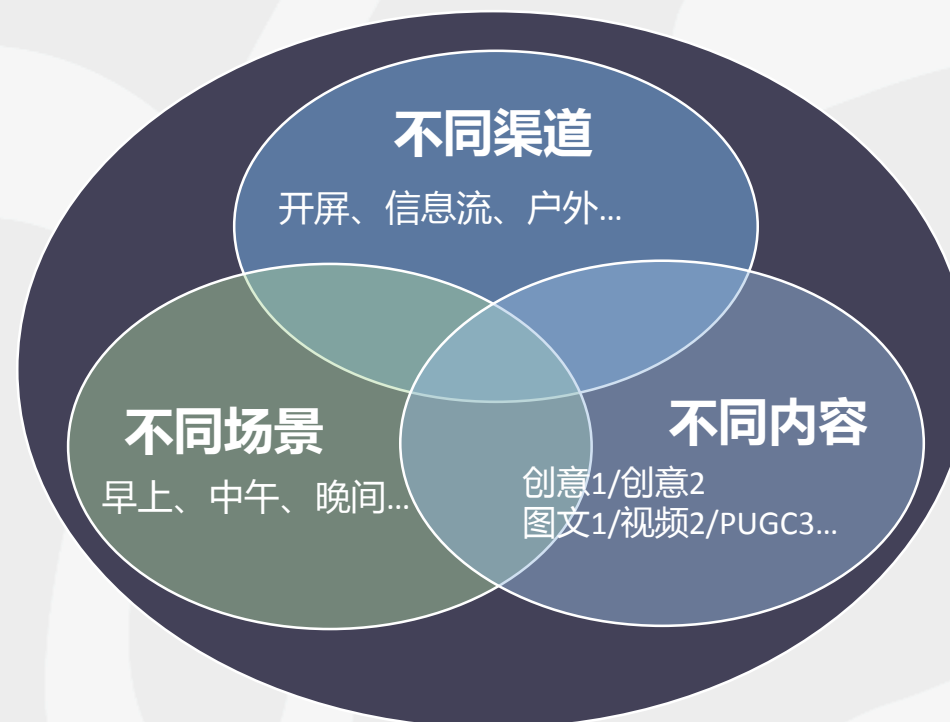 不同渠道
开屏、信息流、户外...
不同场景
早上、中午、晚间...
不同内容
创意1/创意2
图文1/视频2/PUGC3...